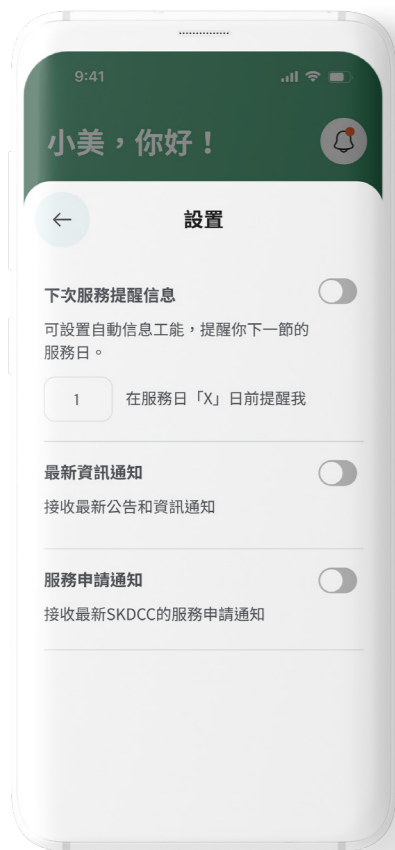 9:41
小美，你好！
設置
下次服務提醒信息
可設置自動信息工能，提醒你下一節的
服務日。
1 在服務日「X」日前提醒我
最新資訊通知
接收最新公告和資訊通知
服務申請通知
接收最新SKDCC的服務申請通知